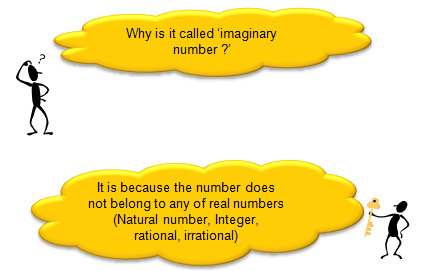 Why is it called ‘imaginary
number ?’
?
It is because the number does
not belong to any of real numbers
(Natural number, Integer,
rational, irrational)